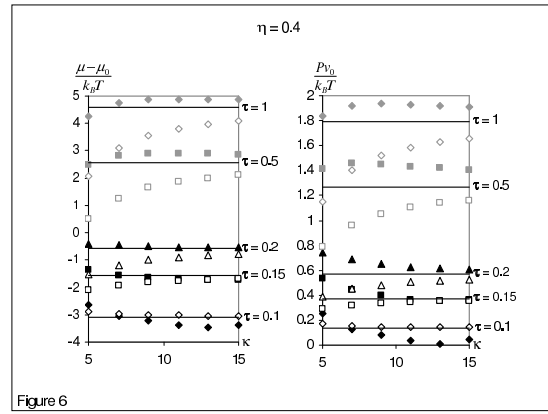 η = 0.4
μ−μ₀
k_BT
Pv₀
k_BT
5
4
3
2
1
0
-1
-2
-3
-4
τ = 1
τ = 0.5
τ = 0.2
τ = 0.15
τ = 0.1
5
10
15
κ
2
1.8
1.6
1.4
1.2
1
0.8
0.6
0.4
0.2
0
τ = 1
τ = 0.5
τ = 0.2
τ = 0.15
τ = 0.1
5
10
15
κ
Figure 6